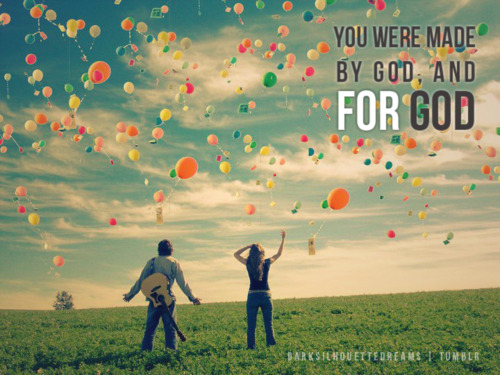 YOU WERE MADE
BY GOD, AND
FOR GOD
DARKSILHOUETTEDREAMS | TUMBLR